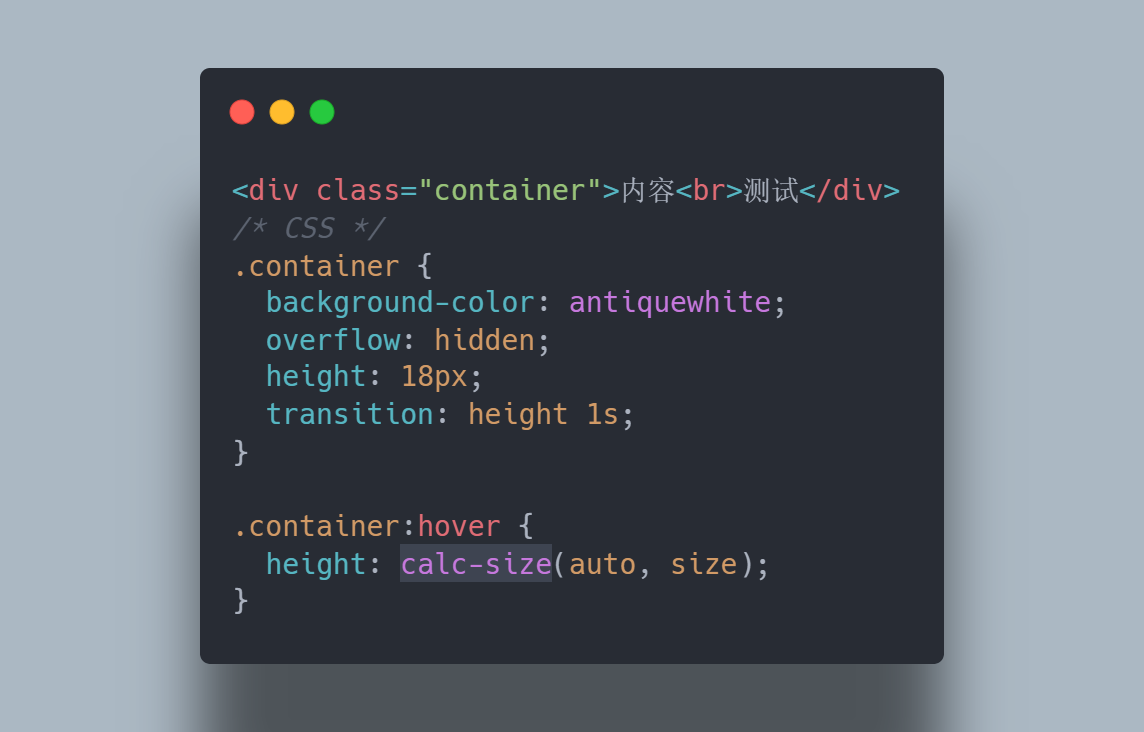 <div class="container">内容<br>测试</div>
/* CSS */
.container {
  background-color: antiquewhite;
  overflow: hidden;
  height: 18px;
  transition: height 1s;
}

.container:hover {
  height: calc-size(auto, size);
}